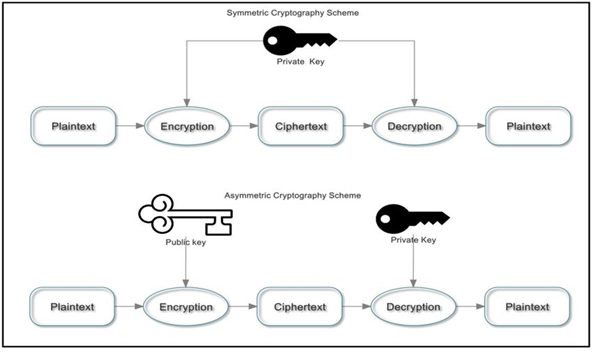 Symmetric Cryptography Scheme
Private Key
Plaintext Encryption Ciphertext Decryption Plaintext
Asymmetric Cryptography Scheme
Public key Private Key
Plaintext Encryption Ciphertext Decryption Plaintext